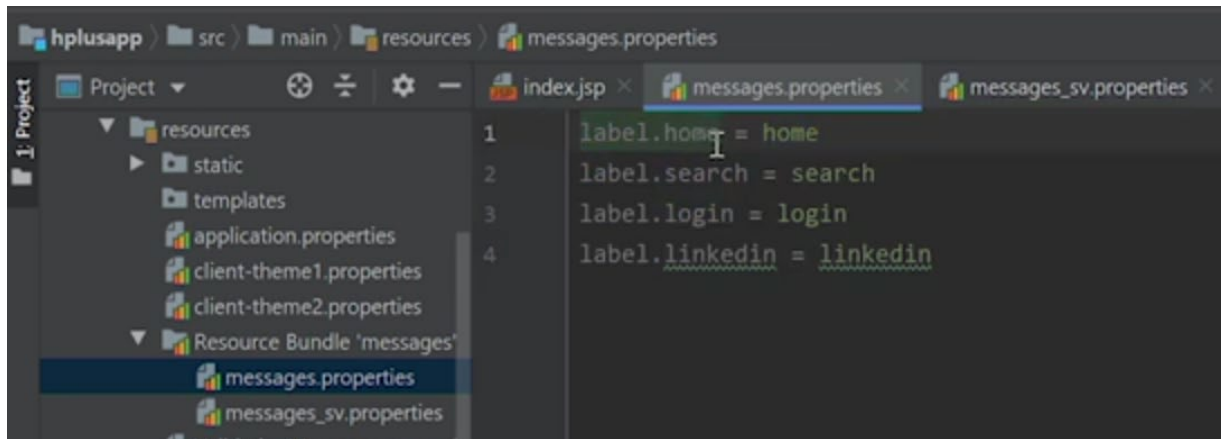 hplusapp src main resources messages.properties
1: Project
Project
index.jsp messages.properties messages_sv.properties
resources
static
templates
application.properties
client-theme1.properties
client-theme2.properties
Resource Bundle 'messages'
messages.properties
messages_sv.properties
1 label.home = home
2 label.search = search
3 label.login = login
4 label.linkedin = linkedin